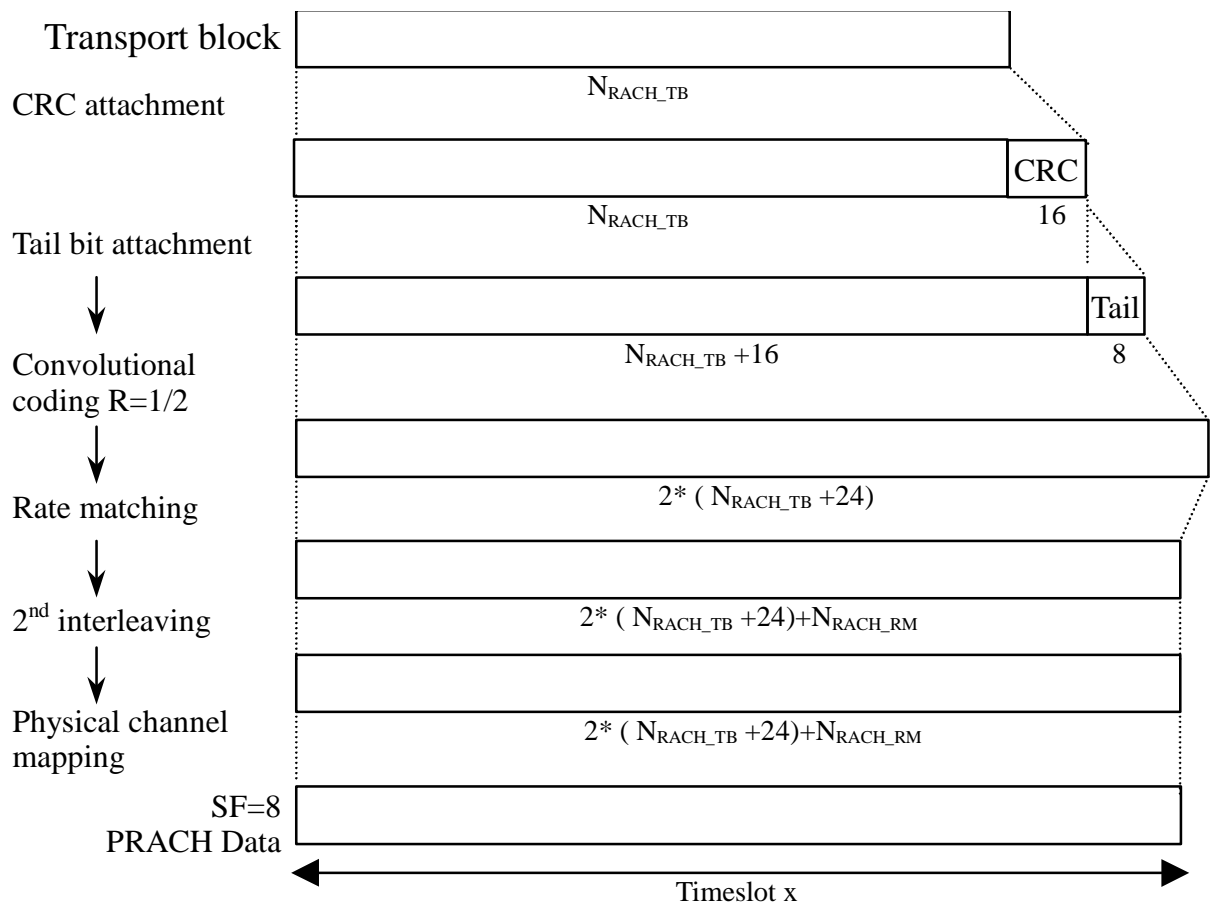 Transport block
N_RACH_TB
CRC attachment
CRC
N_RACH_TB
16
Tail bit attachment
Tail
N_RACH_TB +16
8
Convolutional
coding R=1/2
2* ( N_RACH_TB +24)
Rate matching
2nd interleaving
2* ( N_RACH_TB +24)+N_RACH_RM
Physical channel
mapping
2* ( N_RACH_TB +24)+N_RACH_RM
SF=8
PRACH Data
Timeslot x